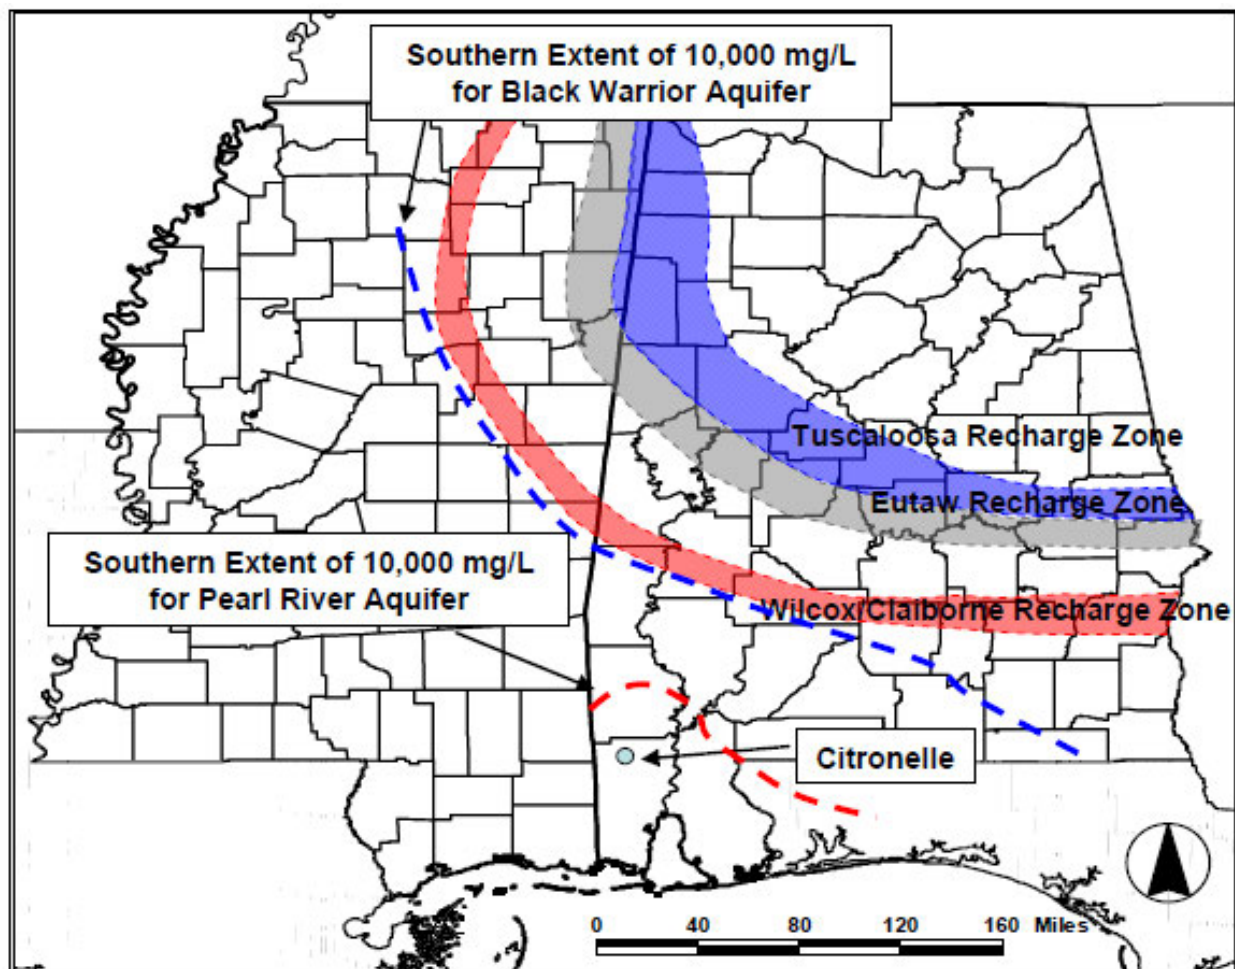 Southern Extent of 10,000 mg/L
for Black Warrior Aquifer
Tuscaloosa Recharge Zone
Eutaw Recharge Zone
Southern Extent of 10,000 mg/L
for Pearl River Aquifer
Wilcox/Claiborne Recharge Zone
Citronelle
0 40 80 120 160 Miles